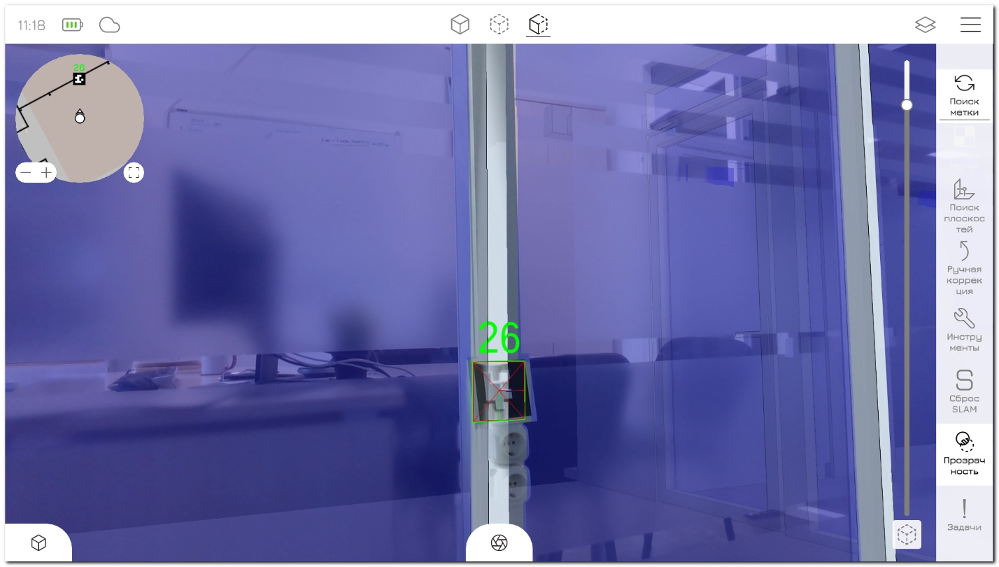 11:18
26
26
Поиск
метки
Поиск
плоскос
тей
Ручная
коррек
ция
Инстру
менты
Сброс
SLAM
Прозрач
ность
Задачи